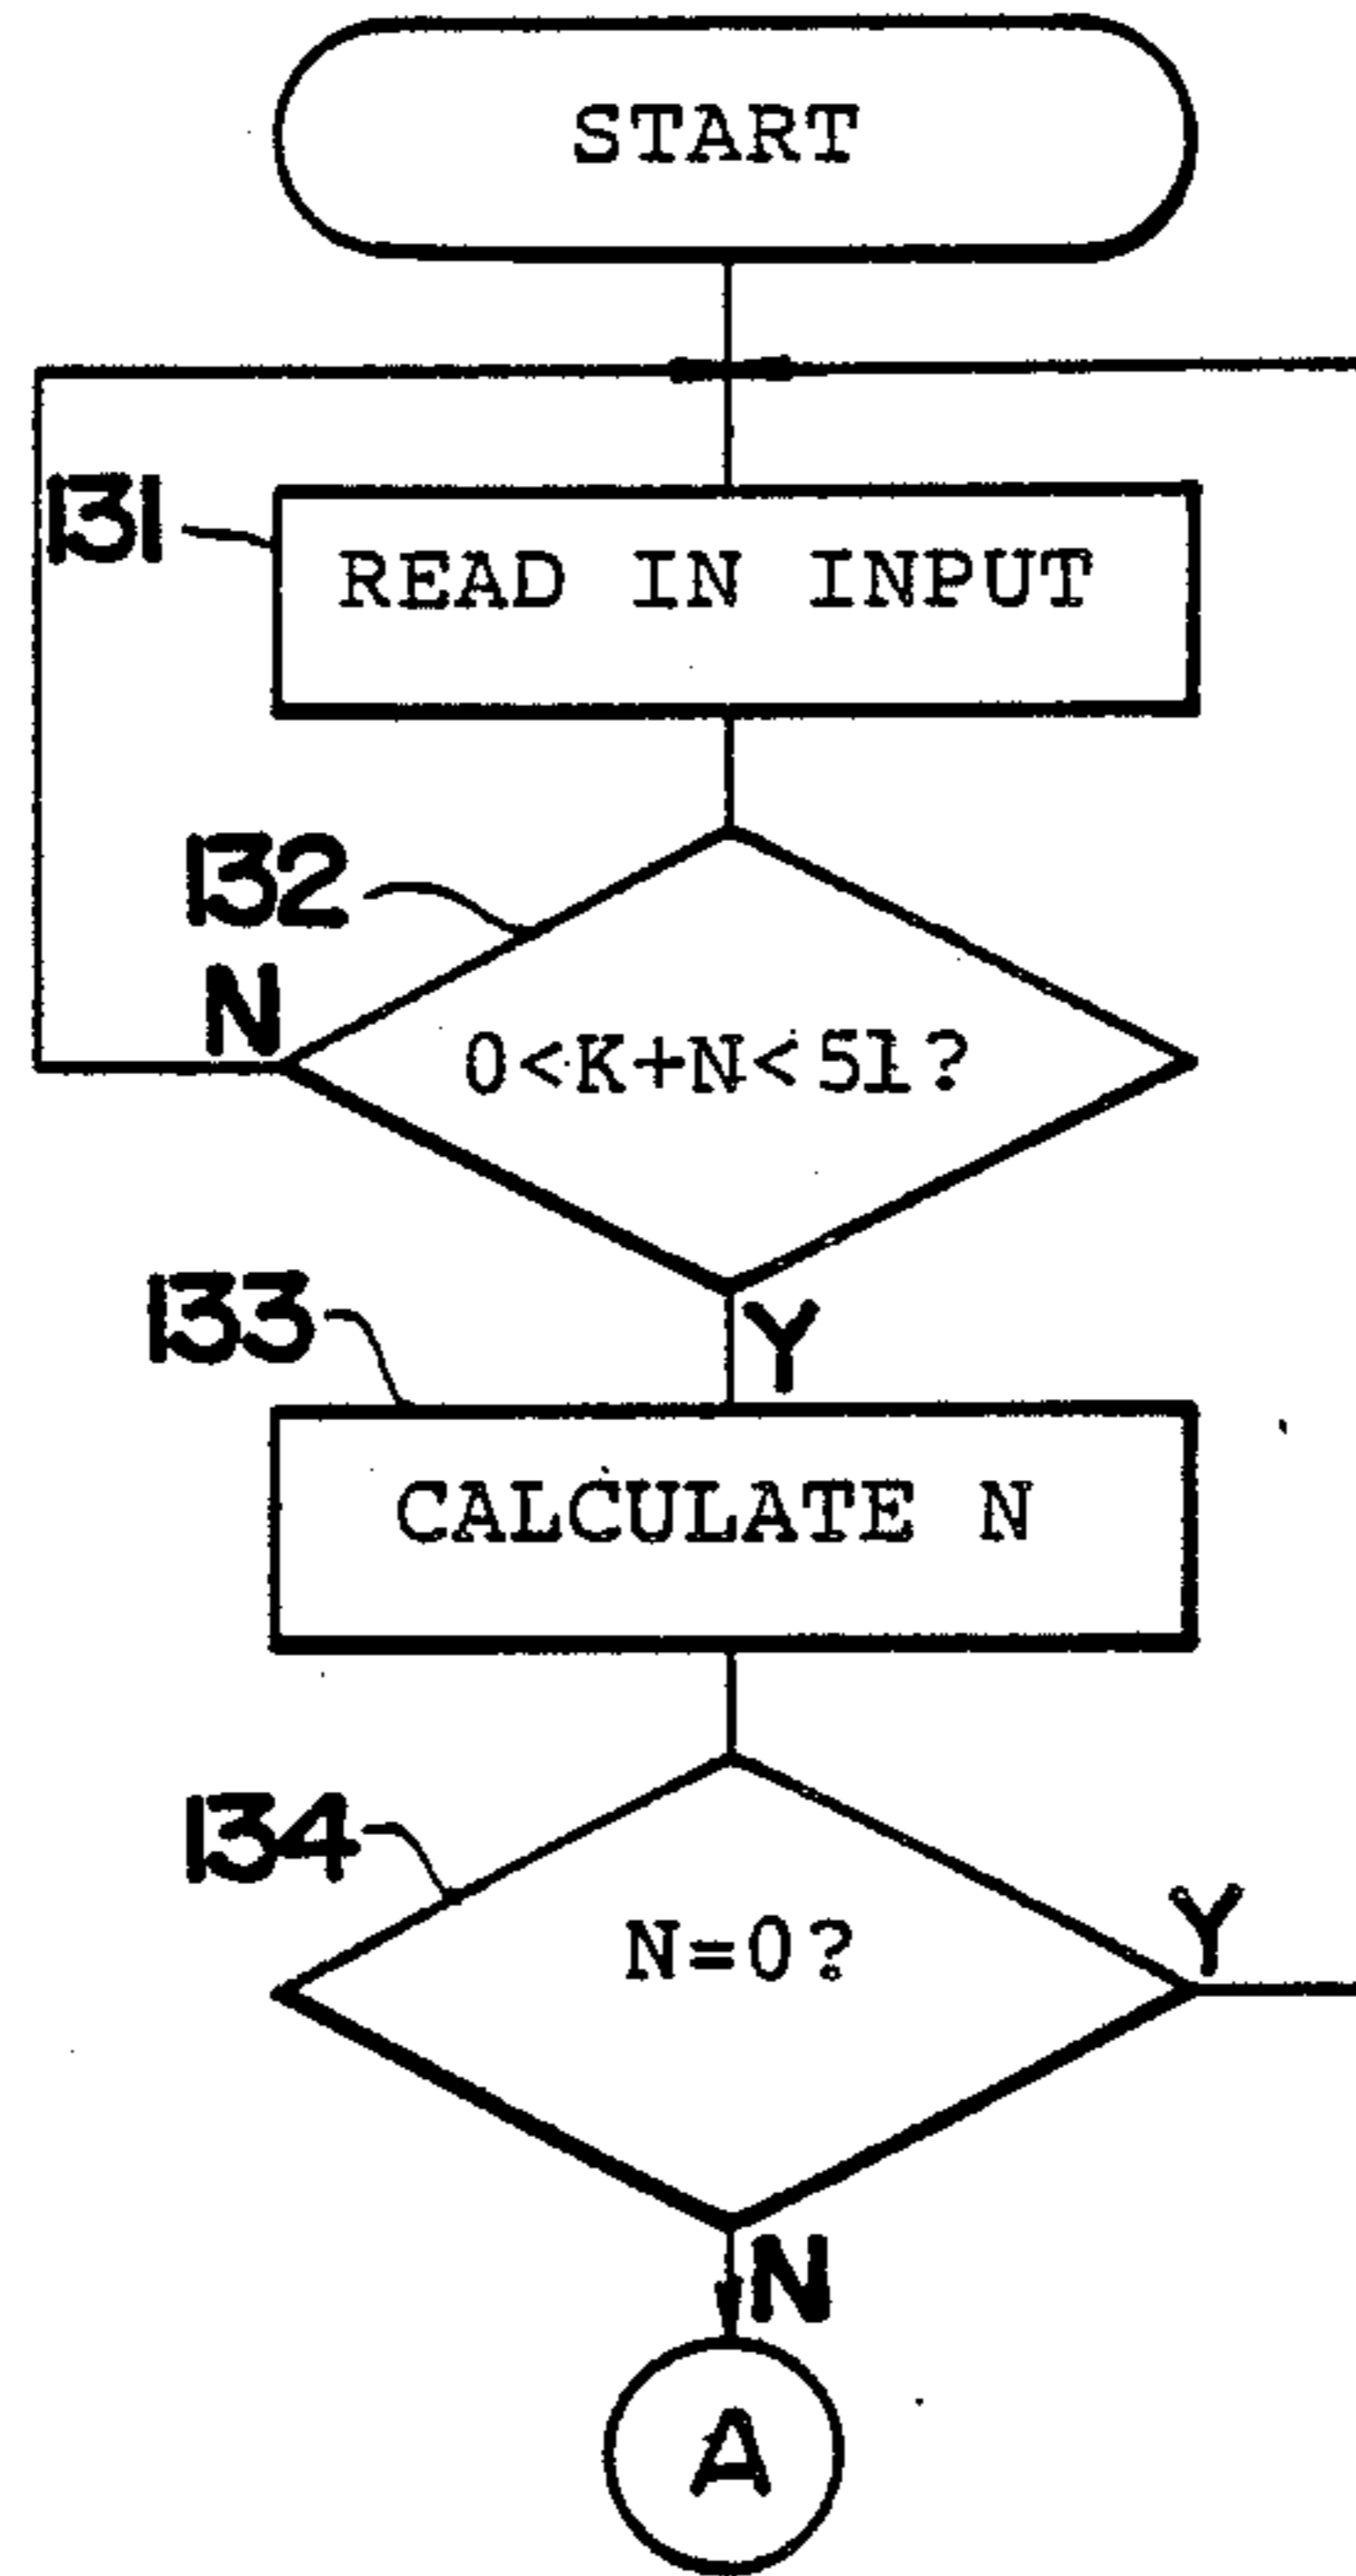 START
131
READ IN INPUT
132
N
0<K+N<51?
133
Y
CALCULATE N
134
N=0?
Y
N
A